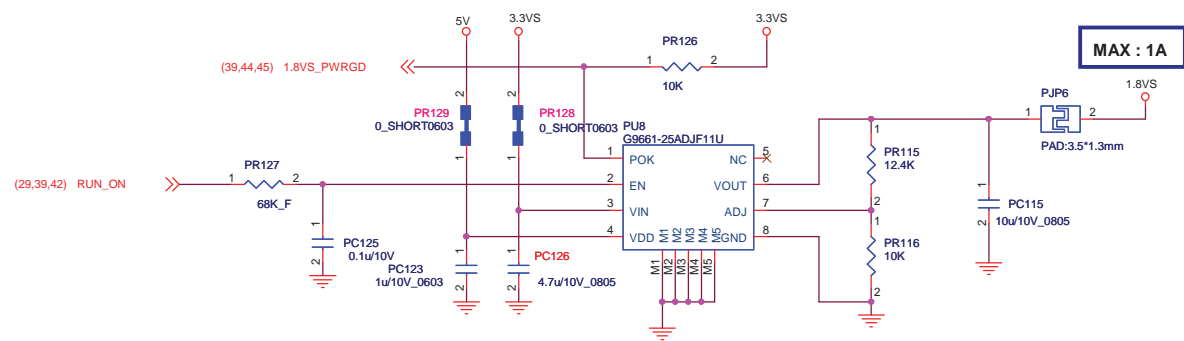 5V
3.3VS
3.3VS
PR126
1
2
10K
(39,44,45) 1.8VS_PWRGD
MAX : 1A
1.8VS
PJP6
1
2
PAD:3.5*1.3mm
2
PR129
0_SHORT0603
1
2
PR128
0_SHORT0603
1
PU8
G9661-25ADJF11U
1
POK
NC
5
2
EN
VOUT
6
3
VIN
ADJ
7
4
VDD
GND
8
M1
M2
M3
M4
M5
M1
M2
M3
M4
M5
(29,39,42) RUN_ON
PR127
1
2
68K_F
1
PC125
0.1u/10V
2
1
PC123
1u/10V_0603
2
1
PC126
4.7u/10V_0805
2
1
PR115
12.4K
2
1
PR116
10K
2
1
PC115
10u/10V_0805
2